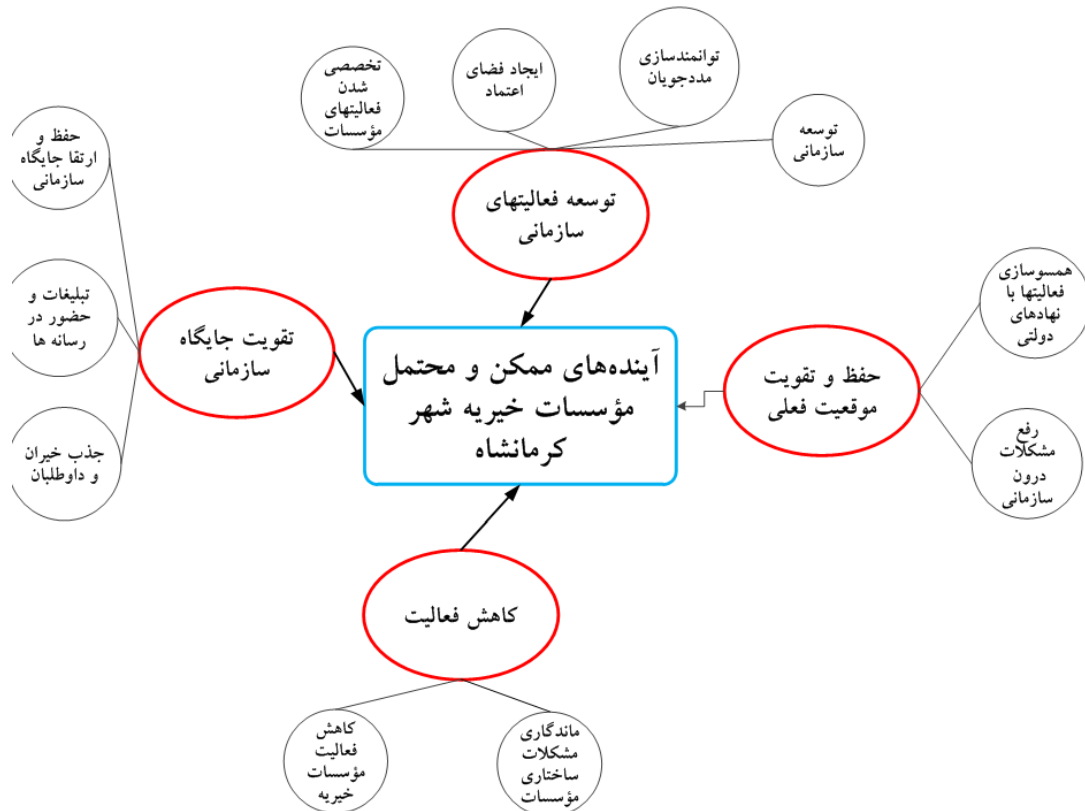 توانمندسازی
مددجویان
ایجاد فضای
اعتماد
تخصصی
شدن
فعالیتهای
مؤسسات
توسعه
سازمانی
حفظ و
ارتقا جایگاه
سازمانی
توسعه فعالیتهای
سازمانی
همسوسازی
فعالیتها با
نهادهای
دولتی
تبلیغات و
حضور در
رسانه ها
تقویت جایگاه
سازمانی
آینده‌های ممکن و محتمل
مؤسسات خیریه شهر
کرمانشاه
حفظ و تقویت
موقعیت فعلی
رفع
مشکلات
درون
سازمانی
جذب خیران
و داوطلبان
کاهش فعالیت
ماندگاری
مشکلات
ساختاری
مؤسسات
کاهش
فعالیت
مؤسسات
خیریه